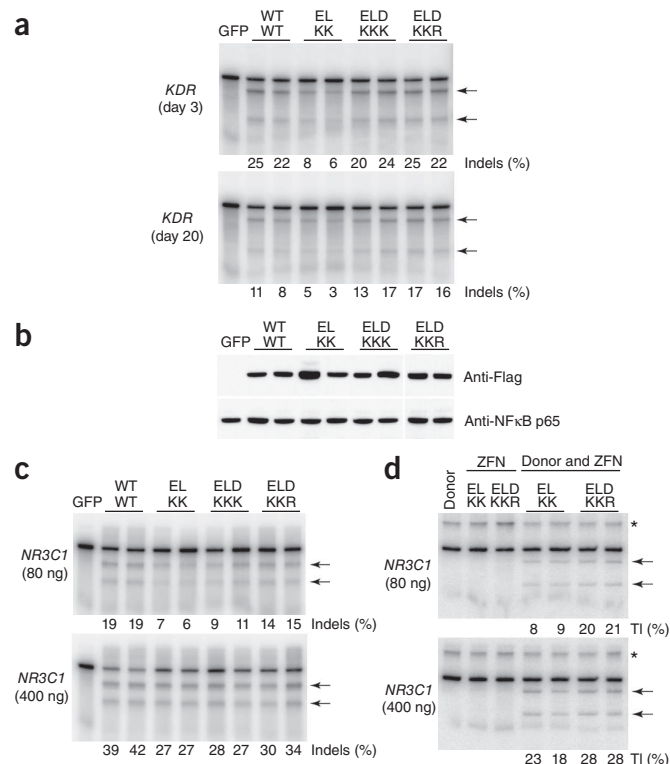 a
WT EL ELD ELD
GFP WT KK KKK KKR
KDR
(day 3)
25 22 8 6 20 24 25 22 Indels (%)
KDR
(day 20)
11 8 5 3 13 17 17 16 Indels (%)
b
WT EL ELD ELD
GFP WT KK KKK KKR
Anti-Flag
Anti-NFκB p65
c
WT EL ELD ELD
GFP WT KK KKK KKR
NR3C1
(80 ng)
19 19 7 6 9 11 14 15 Indels (%)
NR3C1
(400 ng)
39 42 27 27 28 27 30 34 Indels (%)
d
Donor
ZFN Donor and ZFN
EL ELD EL ELD
KK KKR KK KKR
*
NR3C1
(80 ng)
8 9 20 21 TI (%)
*
NR3C1
(400 ng)
23 18 28 28 TI (%)